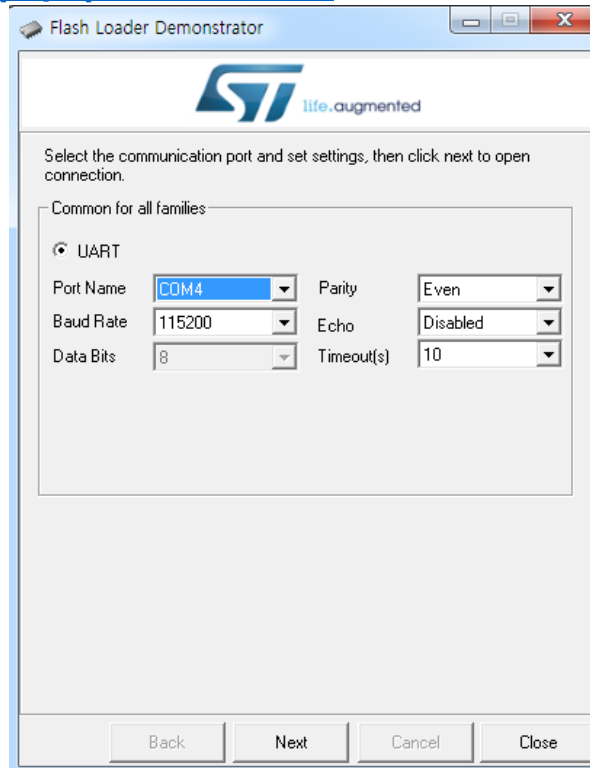 Flash Loader Demonstrator
ST life.augmented
Select the communication port and set settings, then click next to open
connection.
Common for all families
UART
Port Name COM4 Parity Even
Baud Rate 115200 Echo Disabled
Data Bits 8 Timeout(s) 10
Back Next Cancel Close